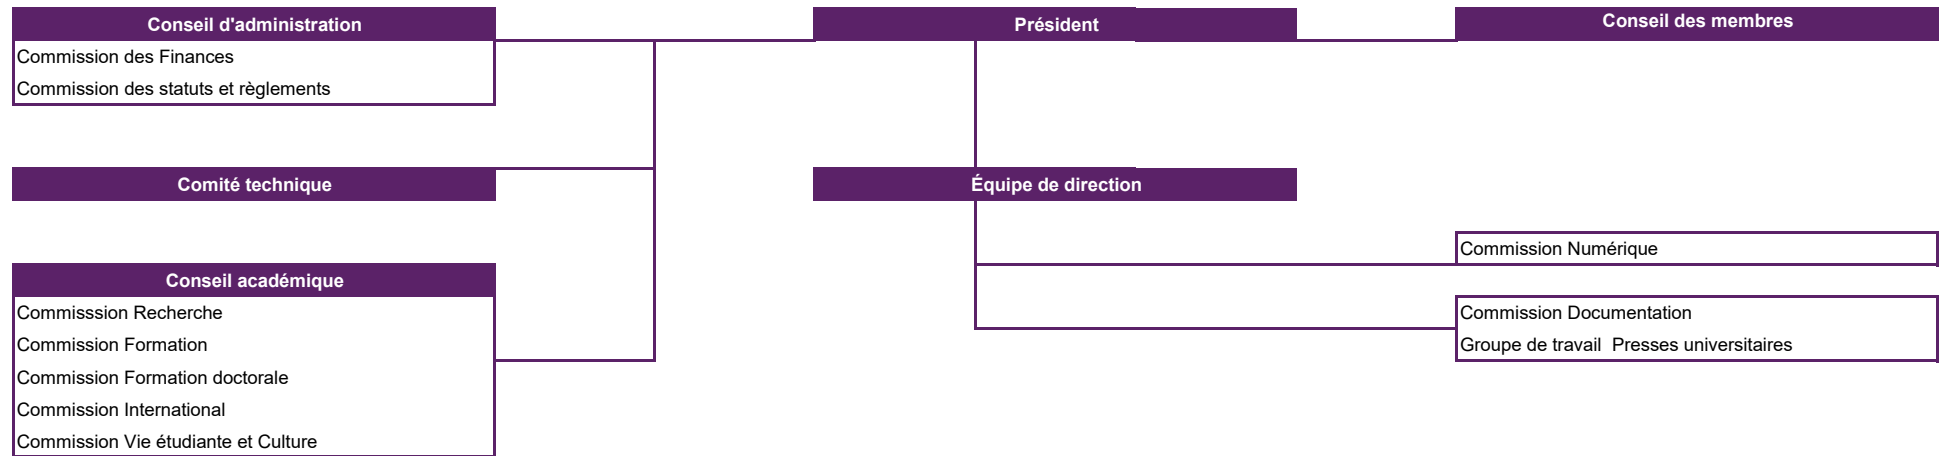 Conseil d'administration
Président
Conseil des membres
Commission des Finances
Commission des statuts et règlements
Comité technique
Équipe de direction
Commission Numérique
Conseil académique
Commisssion Recherche
Commission Formation
Commission Formation doctorale
Commission International
Commission Vie étudiante et Culture
Commission Documentation
Groupe de travail  Presses universitaires